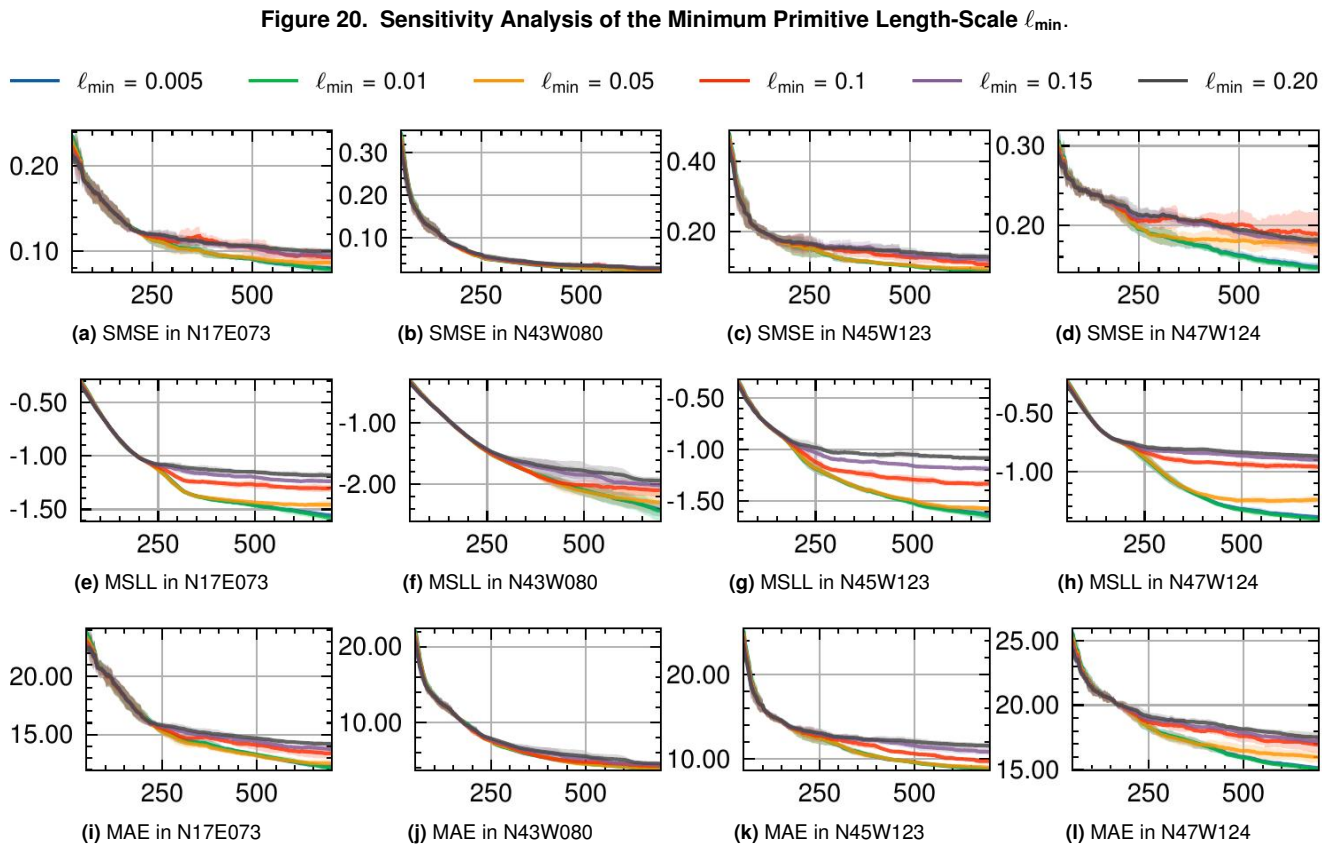 Figure 20. Sensitivity Analysis of the Minimum Primitive Length-Scale ℓmin.
ℓmin = 0.005 ℓmin = 0.01 ℓmin = 0.05 ℓmin = 0.1 ℓmin = 0.15 ℓmin = 0.20
0.20
0.10
250 500
(a) SMSE in N17E073
0.30
0.20
0.10
250 500
(b) SMSE in N43W080
0.40
0.20
250 500
(c) SMSE in N45W123
0.30
0.20
250 500
(d) SMSE in N47W124
-0.50
-1.00
-1.50
250 500
(e) MSLL in N17E073
-1.00
-2.00
250 500
(f) MSLL in N43W080
-0.50
-1.00
-1.50
250 500
(g) MSLL in N45W123
-0.50
-1.00
250 500
(h) MSLL in N47W124
20.00
15.00
250 500
(i) MAE in N17E073
20.00
10.00
250 500
(j) MAE in N43W080
20.00
10.00
250 500
(k) MAE in N45W123
25.00
20.00
15.00
250 500
(l) MAE in N47W124